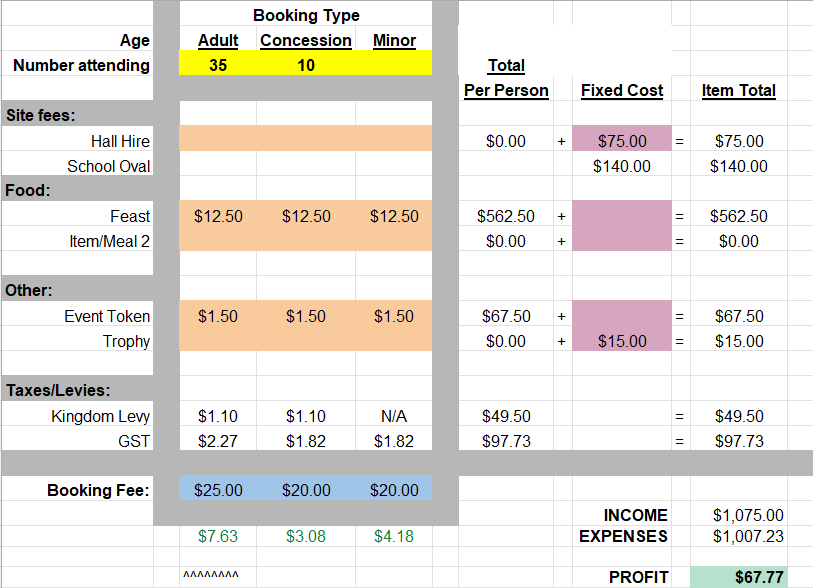 Booking Type
Age Adult Concession Minor
Number attending 35 10 Total
Per Person Fixed Cost Item Total
Site fees:
Hall Hire $0.00 + $75.00 = $75.00
School Oval $140.00 $140.00
Food:
Feast $12.50 $12.50 $12.50 $562.50 + = $562.50
Item/Meal 2 $0.00 + = $0.00
Other:
Event Token $1.50 $1.50 $1.50 $67.50 + = $67.50
Trophy $0.00 + $15.00 = $15.00
Taxes/Levies:
Kingdom Levy $1.10 $1.10 N/A $49.50 = $49.50
GST $2.27 $1.82 $1.82 $97.73 = $97.73
Booking Fee: $25.00 $20.00 $20.00
INCOME $1,075.00
$7.63 $3.08 $4.18 EXPENSES $1,007.23
^^^^^^^^ PROFIT $67.77